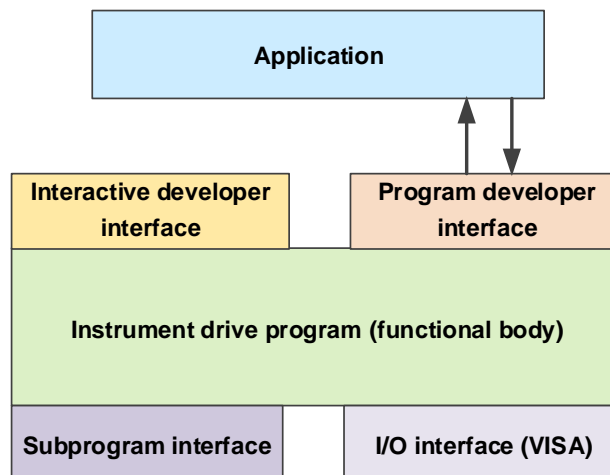 Application
Interactive developer
interface
Program developer
interface
Instrument drive program (functional body)
Subprogram interface
I/O interface (VISA)